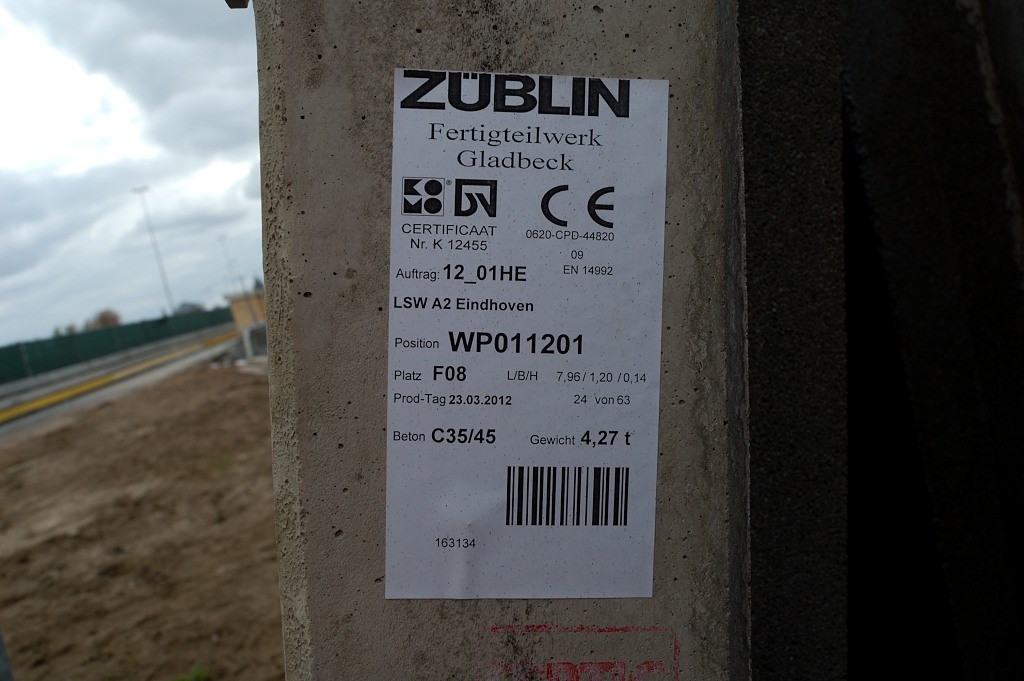 ZÜBLIN
Fertigteilwerk
Gladbeck
KOMO® CE
CERTIFICAAT 0620-CPD-44820
Nr. K 12455 09
EN 14992
Auftrag: 12_01HE
LSW A2 Eindhoven
Position WP011201
Platz F08 L/B/H 7,96 / 1,20 / 0,14
Prod-Tag 23.03.2012 24 von 63
Beton C35/45 Gewicht 4,27 t
163134